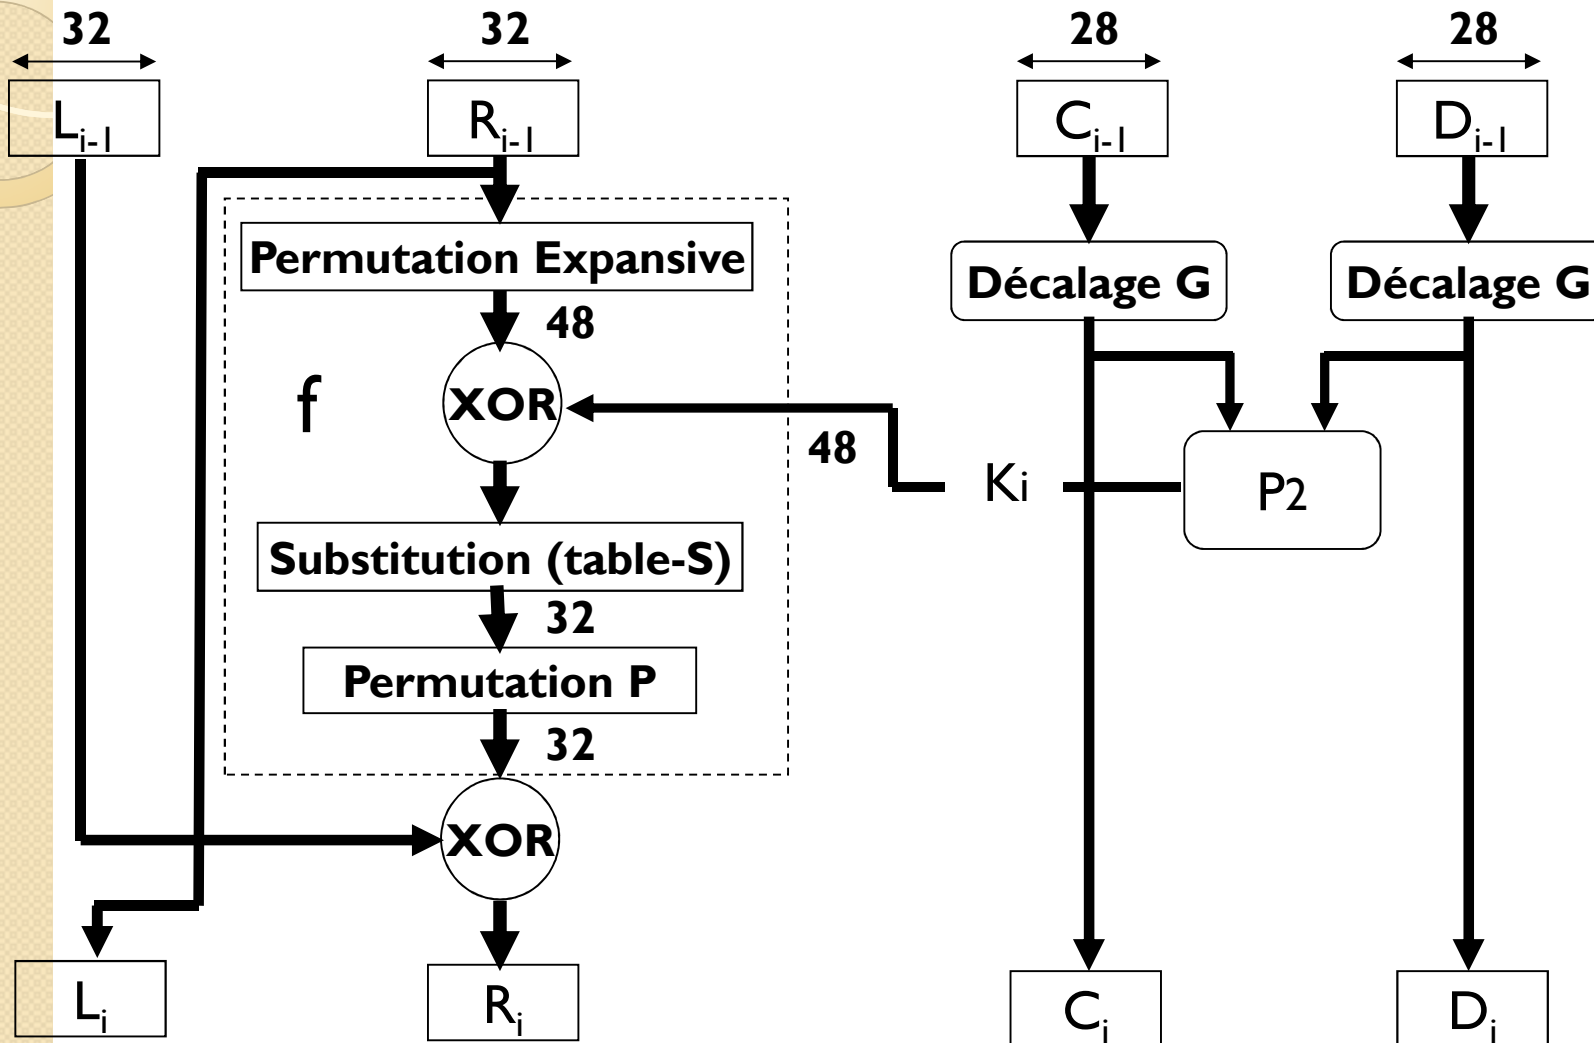 32 32 28 28
Li-1 Ri-1 Ci-1 Di-1
Permutation Expansive
Décalage G Décalage G
48
f XOR
48
Ki P2
Substitution (table-S)
32
Permutation P
32
XOR
Li Ri Ci Di